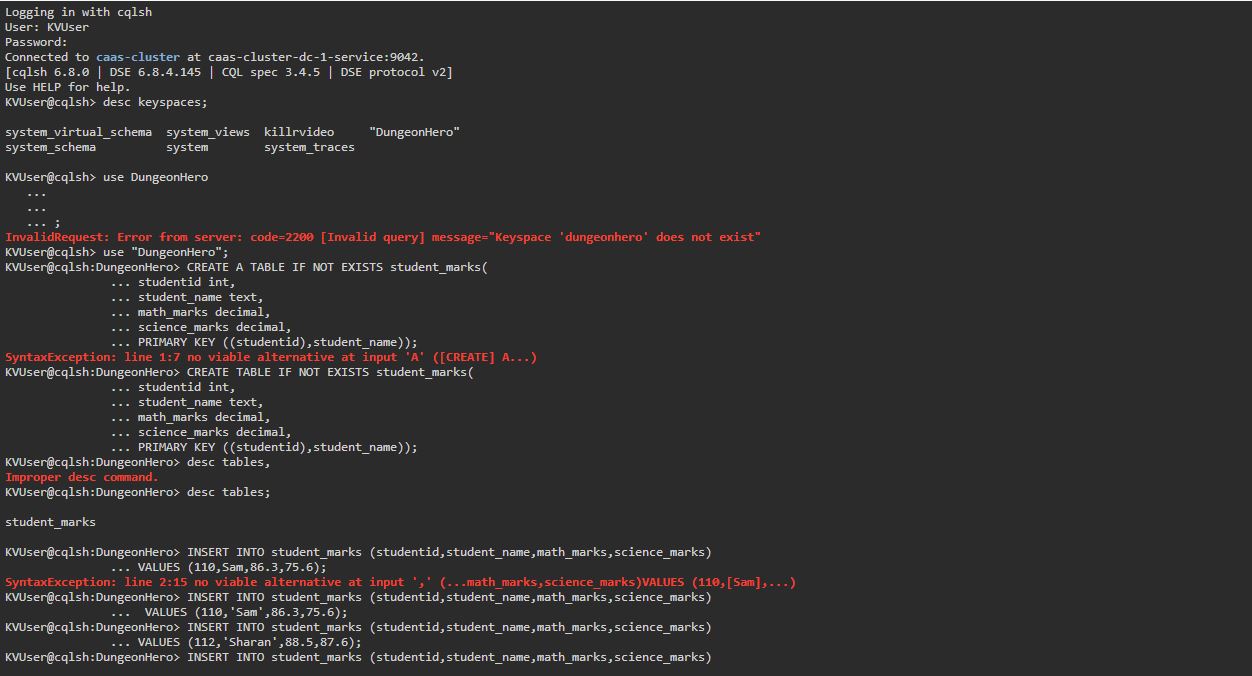 Logging in with cqlsh
User: KVUser
Password:
Connected to caas-cluster at caas-cluster-dc-1-service:9042.
[cqlsh 6.8.0 | DSE 6.8.4.145 | CQL spec 3.4.5 | DSE protocol v2]
Use HELP for help.
KVUser@cqlsh> desc keyspaces;

system_virtual_schema  system_views  killrvideo     "DungeonHero"
system_schema          system        system_traces

KVUser@cqlsh> use DungeonHero
   ...
   ...
   ... ;
InvalidRequest: Error from server: code=2200 [Invalid query] message="Keyspace 'dungeonhero' does not exist"
KVUser@cqlsh> use "DungeonHero";
KVUser@cqlsh:DungeonHero> CREATE A TABLE IF NOT EXISTS student_marks(
               ... studentid int,
               ... student_name text,
               ... math_marks decimal,
               ... science_marks decimal,
               ... PRIMARY KEY ((studentid),student_name));
SyntaxException: line 1:7 no viable alternative at input 'A' ([CREATE] A...)
KVUser@cqlsh:DungeonHero> CREATE TABLE IF NOT EXISTS student_marks(
               ... studentid int,
               ... student_name text,
               ... math_marks decimal,
               ... science_marks decimal,
               ... PRIMARY KEY ((studentid),student_name));
KVUser@cqlsh:DungeonHero> desc tables,
Improper desc command.
KVUser@cqlsh:DungeonHero> desc tables;

student_marks

KVUser@cqlsh:DungeonHero> INSERT INTO student_marks (studentid,student_name,math_marks,science_marks)
               ... VALUES (110,Sam,86.3,75.6);
SyntaxException: line 2:15 no viable alternative at input ',' (...math_marks,science_marks)VALUES (110,[Sam],...)
KVUser@cqlsh:DungeonHero> INSERT INTO student_marks (studentid,student_name,math_marks,science_marks)
               ...  VALUES (110,'Sam',86.3,75.6);
KVUser@cqlsh:DungeonHero> INSERT INTO student_marks (studentid,student_name,math_marks,science_marks)
               ... VALUES (112,'Sharan',88.5,87.6);
KVUser@cqlsh:DungeonHero> INSERT INTO student_marks (studentid,student_name,math_marks,science_marks)